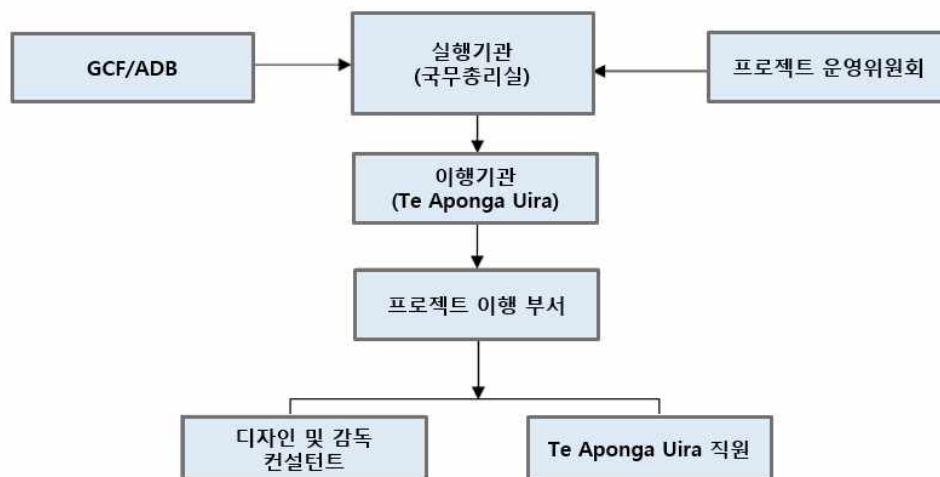 GCF/ADB
실행기관
(국무총리실)
프로젝트 운영위원회
이행기관
(Te Aponga Uira)
프로젝트 이행 부서
디자인 및 감독
컨설턴트
Te Aponga Uira 직원